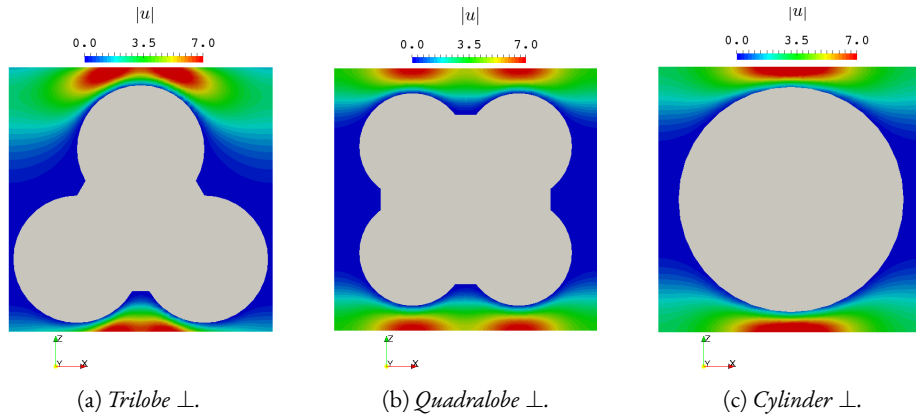 |u|
0.0 3.5 7.0
|u|
0.0 3.5 7.0
|u|
0.0 3.5 7.0
Z
Y X
Z
Y X
Z
Y X
(a) Trilobe ⊥.
(b) Quadralobe ⊥.
(c) Cylinder ⊥.